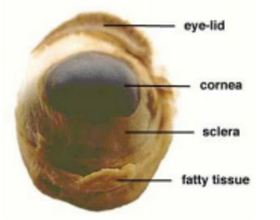 eye-lid
cornea
sclera
fatty tissue